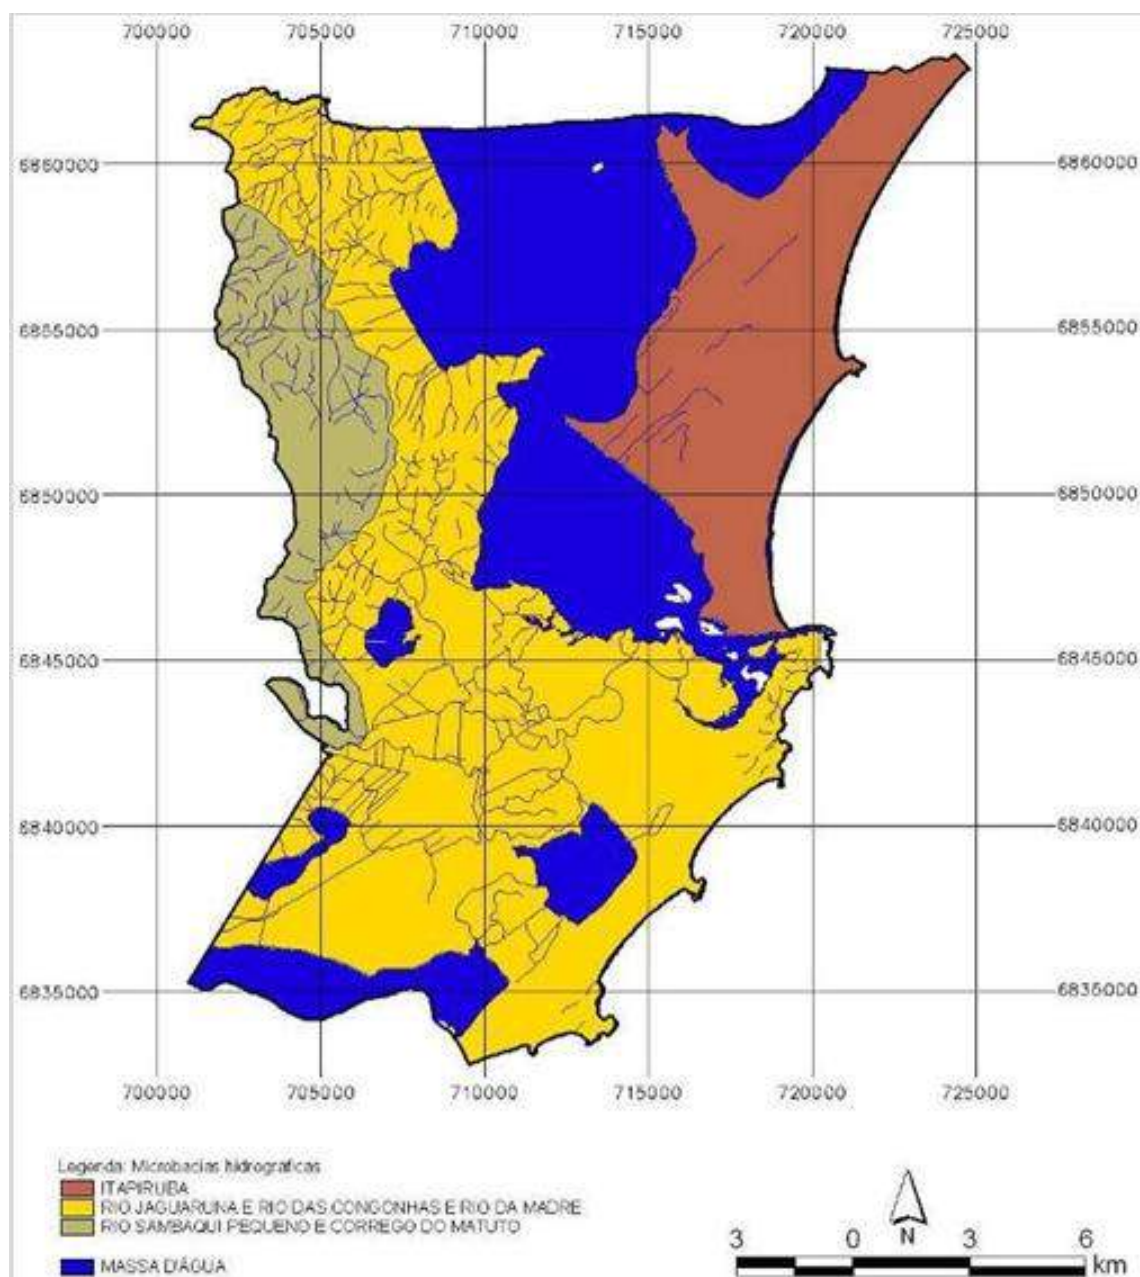 700000 705000 710000 715000 720000 725000
6860000 6860000
6855000 6855000
6850000 6850000
6845000 6845000
6840000 6840000
6835000 6835000
700000 705000 710000 715000 720000 725000
Legenda: Microbacias hidrográficas
ITAPIRUBA
RIO JAGUARUNA E RIO DAS CONGONHAS E RIO DA MADRE
RIO SAMBAQUI PEQUENO E CORREGO DO MATUTO
MASSA D'ÁGUA
3 0 N 3 6 km